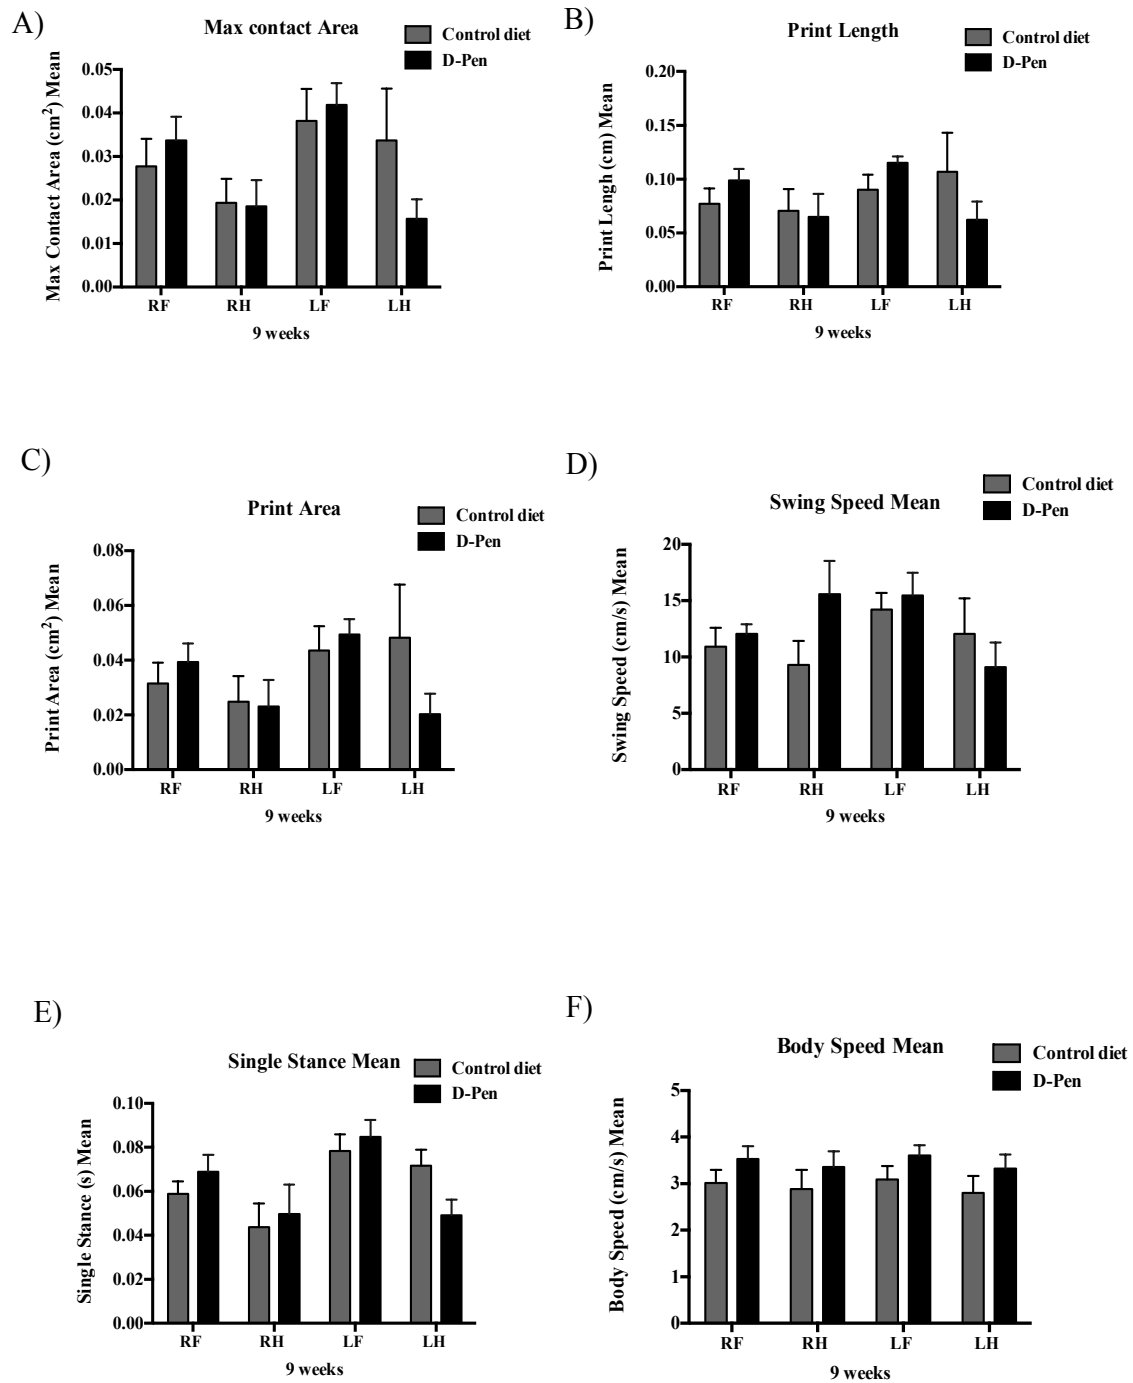 A)
Max contact Area
Control diet
D-Pen
Max Contact Area (cm²) Mean
0.05
0.04
0.03
0.02
0.01
0.00
RF RH LF LH
9 weeks
B)
Print Length
Control diet
D-Pen
Print Lengh (cm) Mean
0.20
0.15
0.10
0.05
0.00
RF RH LF LH
9 weeks
C)
Print Area
Control diet
D-Pen
Print Area (cm²) Mean
0.08
0.06
0.04
0.02
0.00
RF RH LF LH
9 weeks
D)
Swing Speed Mean
Control diet
D-Pen
Swing Speed (cm/s) Mean
20
15
10
5
0
RF RH LF LH
9 weeks
E)
Single Stance Mean
Control diet
D-Pen
Single Stance (s) Mean
0.10
0.08
0.06
0.04
0.02
0.00
RF RH LF LH
9 weeks
F)
Body Speed Mean
Control diet
D-Pen
Body Speed (cm/s) Mean
5
4
3
2
1
0
RF RH LF LH
9 weeks